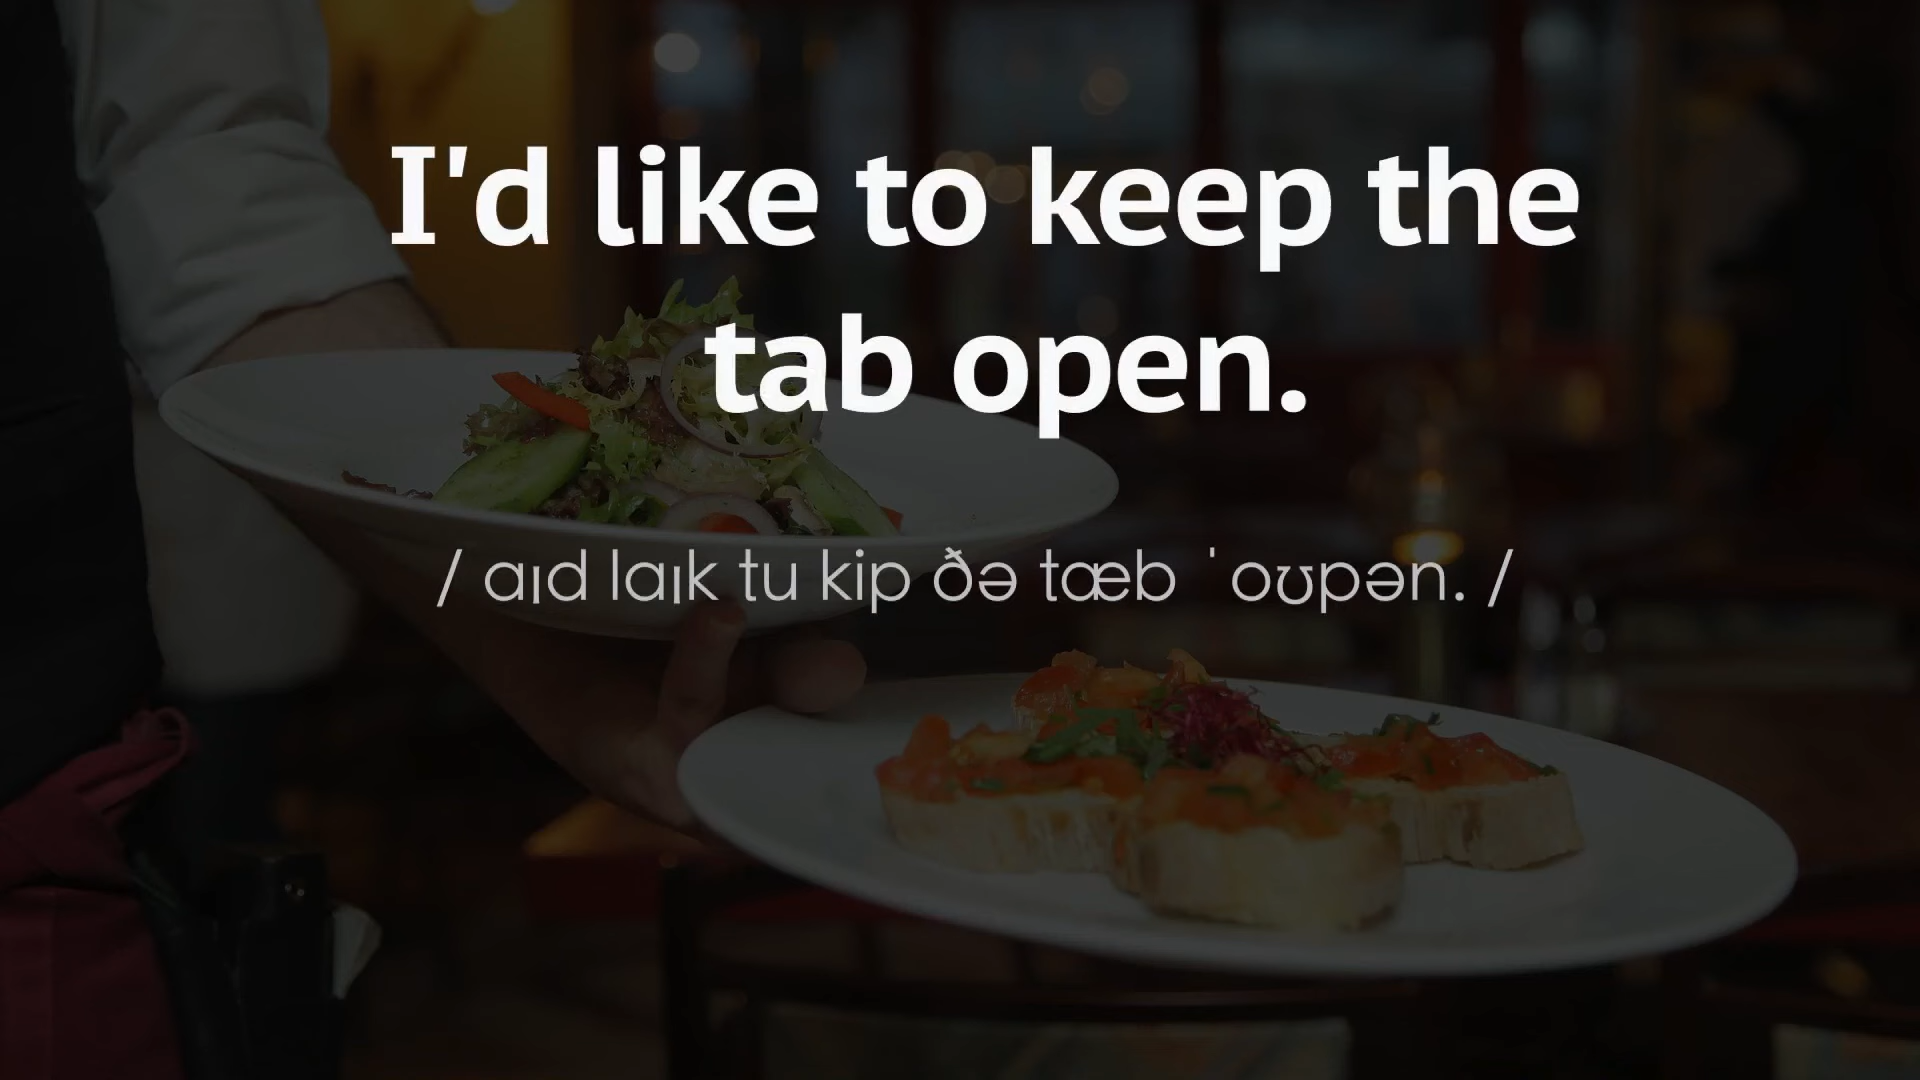 I'd like to keep the
tab open.
/ aɪd laɪk tu kip ðə tæb ˈoʊpən. /